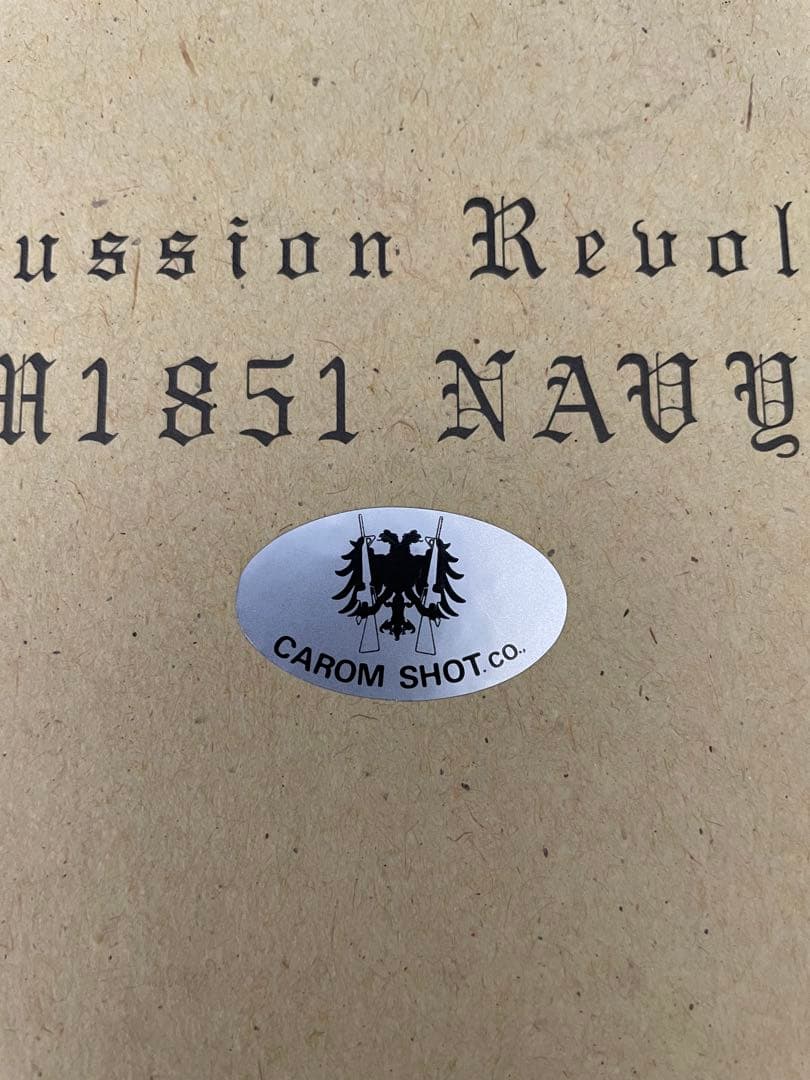 ussion Revol
M1851 NAVY
CAROM SHOT.CO.,